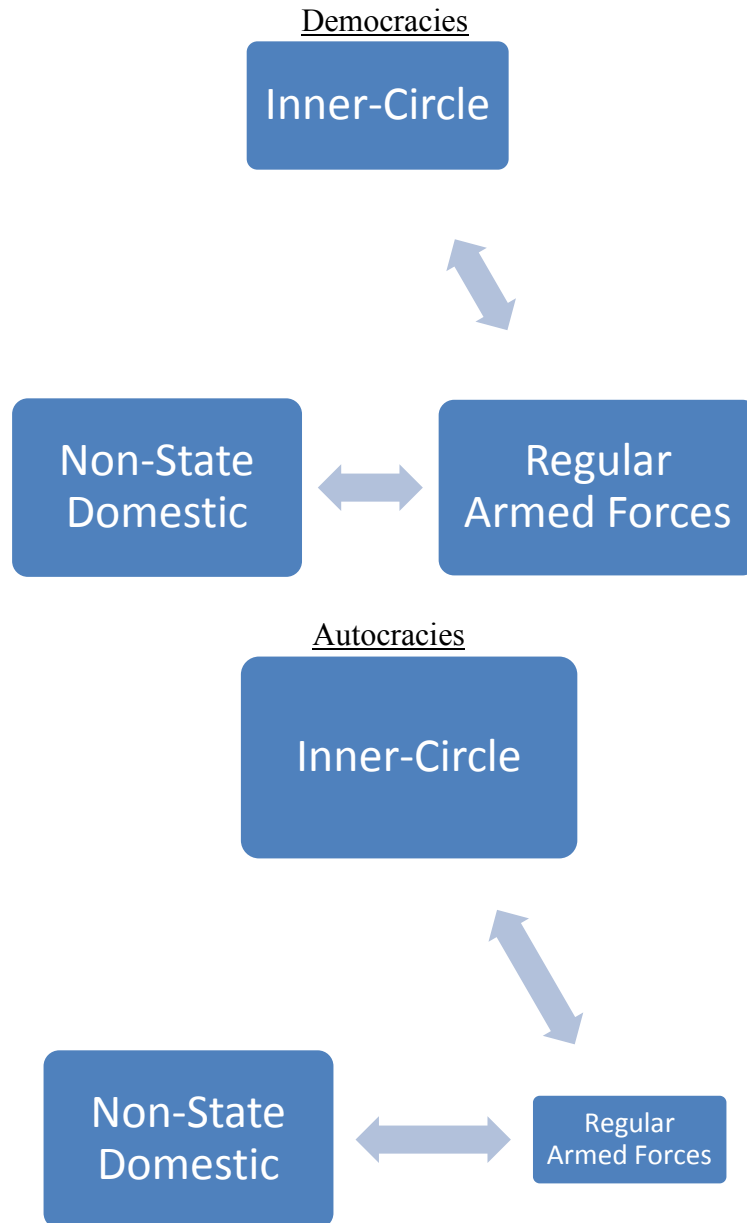 Democracies
Inner-Circle
Non-State
Domestic
Regular
Armed Forces
Autocracies
Inner-Circle
Non-State
Domestic
Regular
Armed Forces